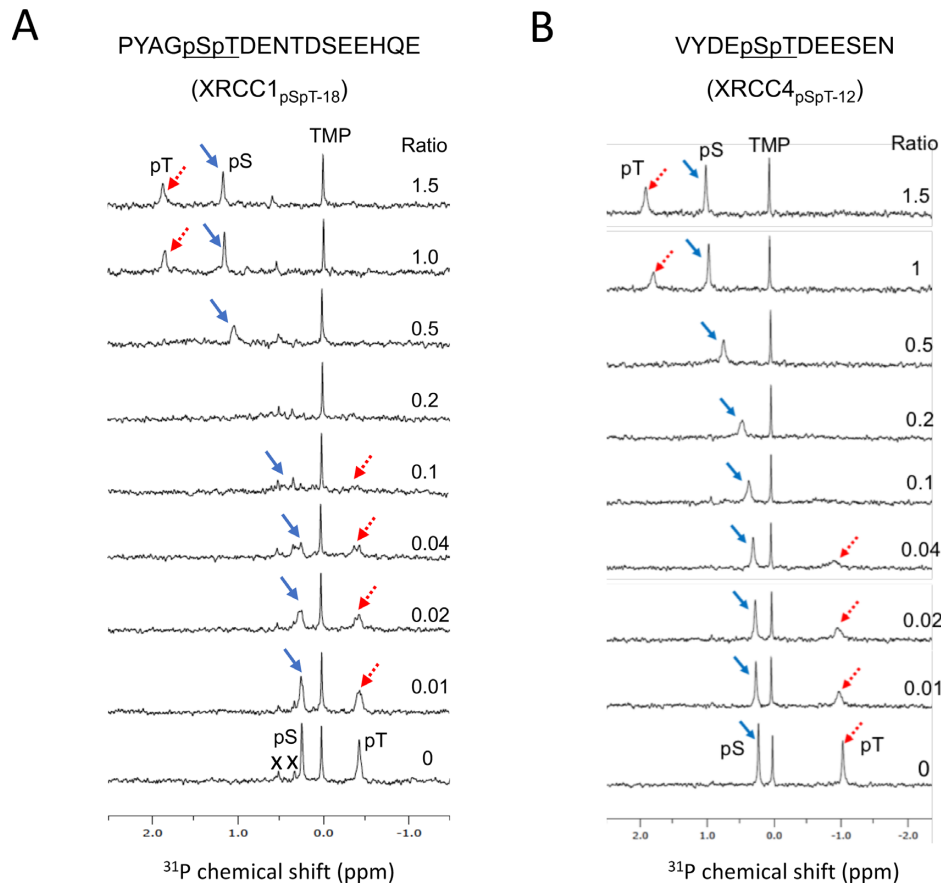 A
PYAGpSpTDENTDSEEHQE
(XRCC1pSpT-18)
TMP
Ratio
pT
pS
1.5
1.0
0.5
0.2
0.1
0.04
0.02
0.01
pS
pT
0
X X
2.0 1.0 0.0 -1.0
31P chemical shift (ppm)
B
VYDEpSpTDEESEN
(XRCC4pSpT-12)
Ratio
TMP
pS
pT
1.5
1
0.5
0.2
0.1
0.04
0.02
0.01
pS
pT
0
2.0 1.0 0.0 -1.0 -2.0
31P chemical shift (ppm)